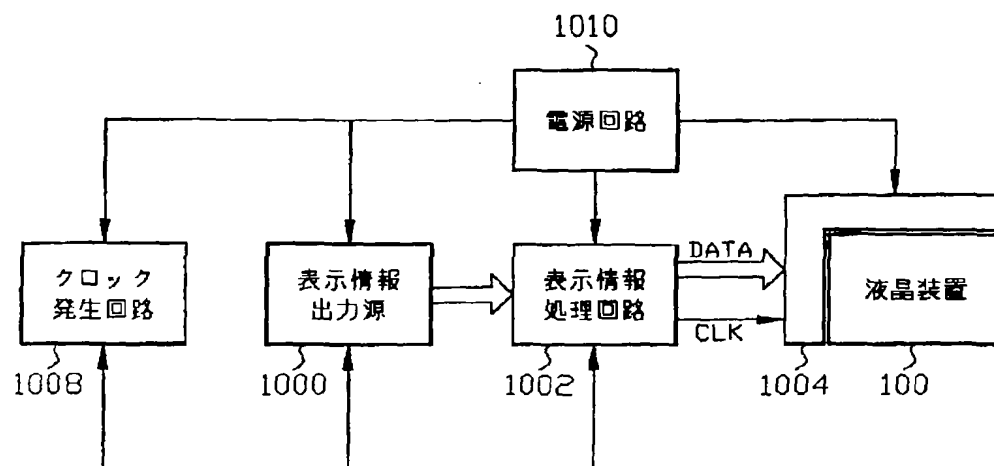 1010
電源回路
クロック
発生回路
表示情報
出力源
表示情報
処理回路
DATA
CLK
液晶装置
1008
1000
1002
1004
100